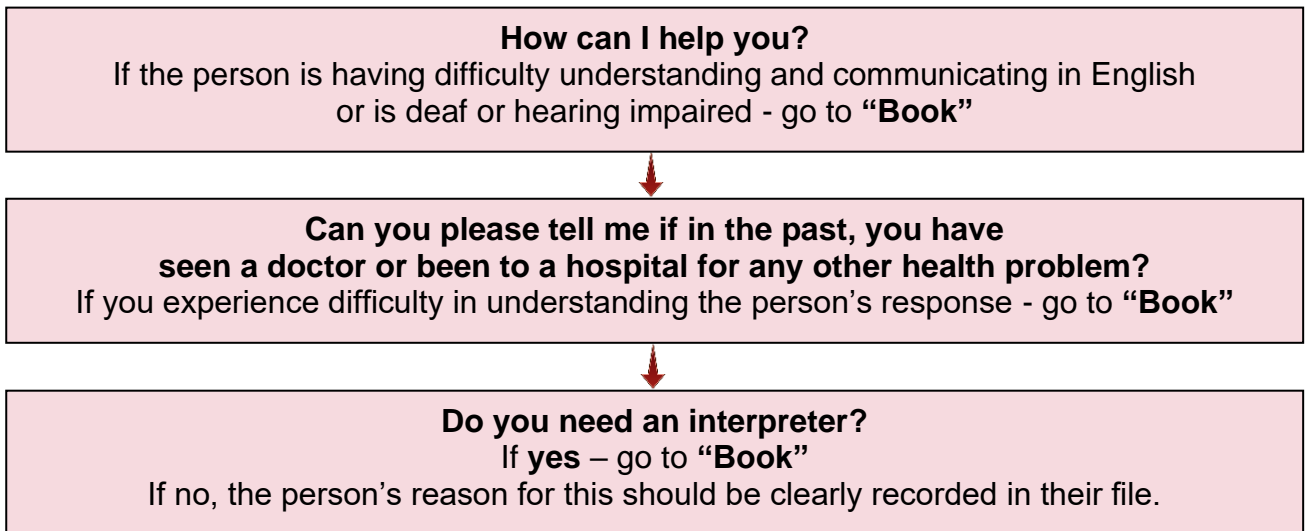 How can I help you?
If the person is having difficulty understanding and communicating in English
or is deaf or hearing impaired - go to “Book”
Can you please tell me if in the past, you have
seen a doctor or been to a hospital for any other health problem?
If you experience difficulty in understanding the person’s response - go to “Book”
Do you need an interpreter?
If yes – go to “Book”
If no, the person’s reason for this should be clearly recorded in their file.